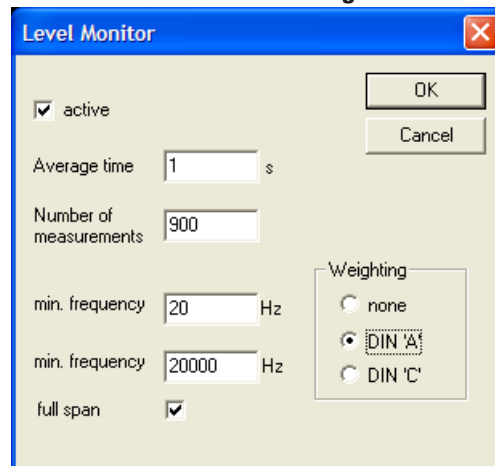 Level Monitor
OK
active
Cancel
Average time 1 s
Number of
measurements 900
Weighting
min. frequency 20 Hz
none
DIN 'A'
min. frequency 20000 Hz
DIN 'C'
full span